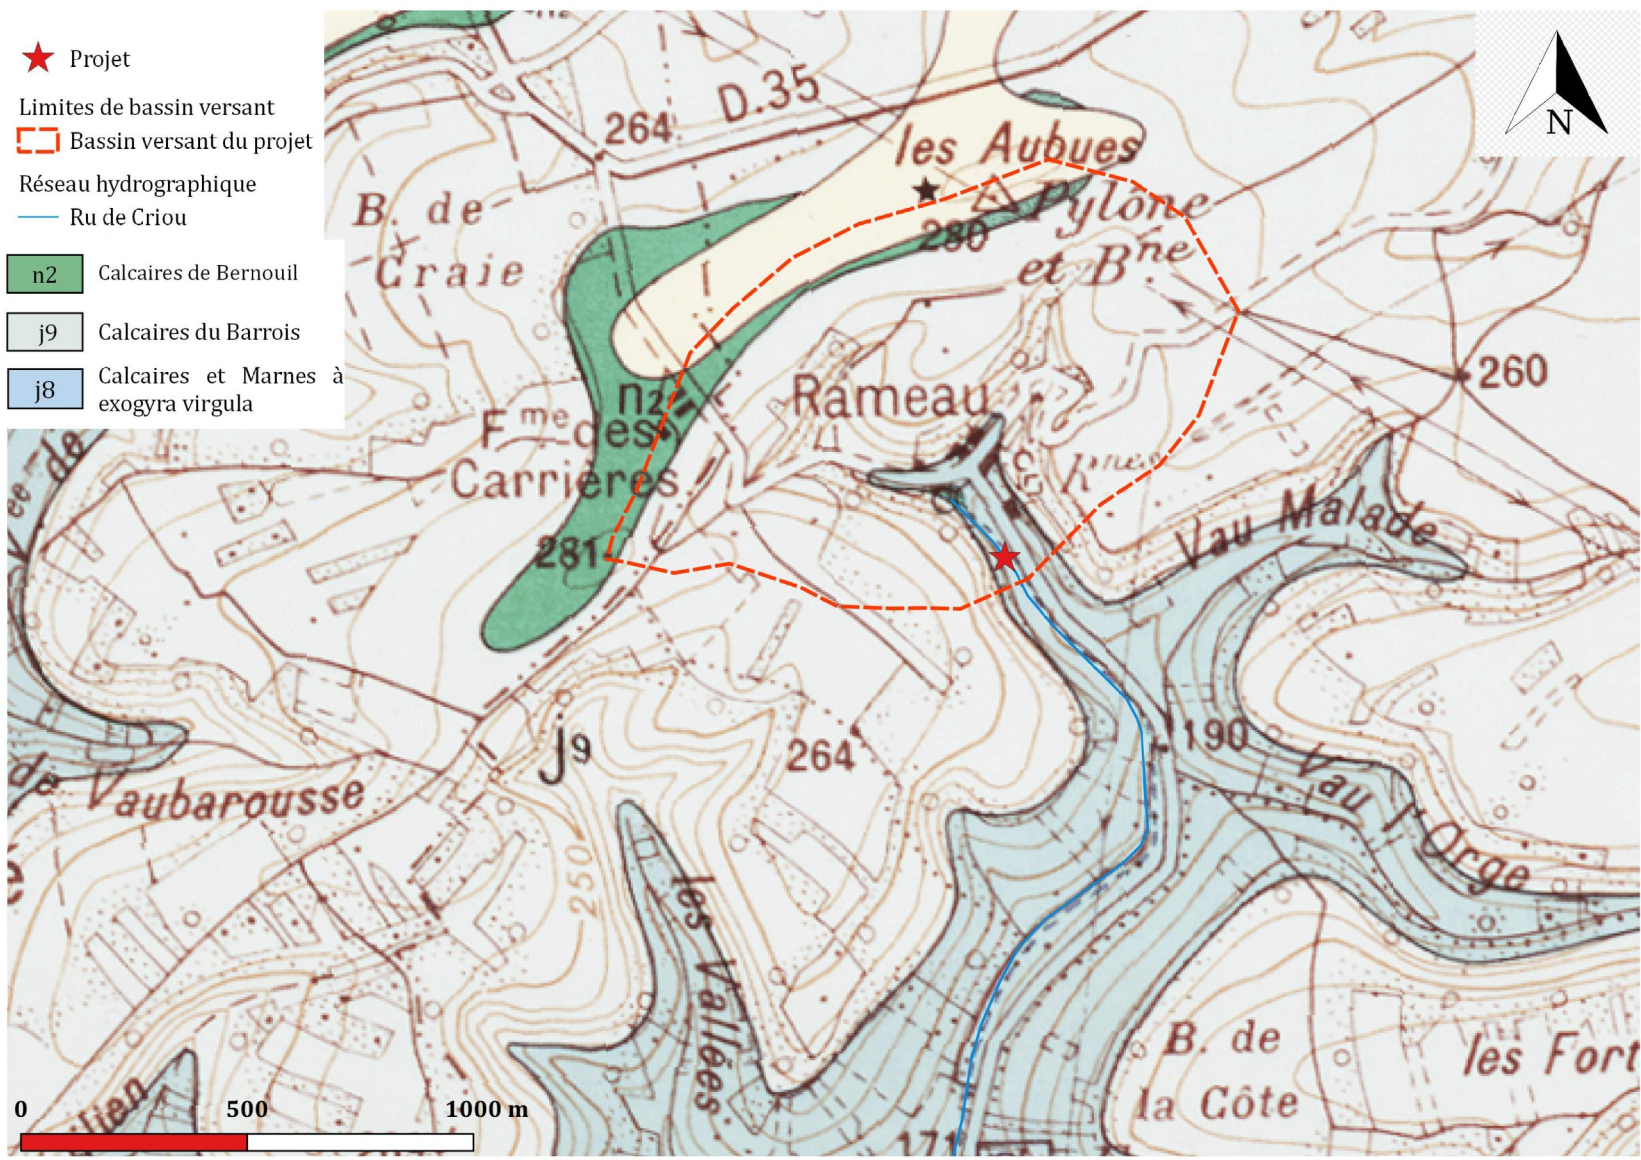 Projet
Limites de bassin versant
Bassin versant du projet
Réseau hydrographique
Ru de Criou
n2 Calcaires de Bernouil
j9 Calcaires du Barrois
j8 Calcaires et Marnes à
exogyra virgula
N
D.35
264
les Aubues
B. de
Craie
280
Pylône
et Bne
260
n2
Rameau
Fme des
Carrières
281
Vau Malade
de
j9
264
190
de Vaubarousse
Vau l'Orge
250
les Vallées
B. de
la Côte
les Fort
171
0 500 1000 m